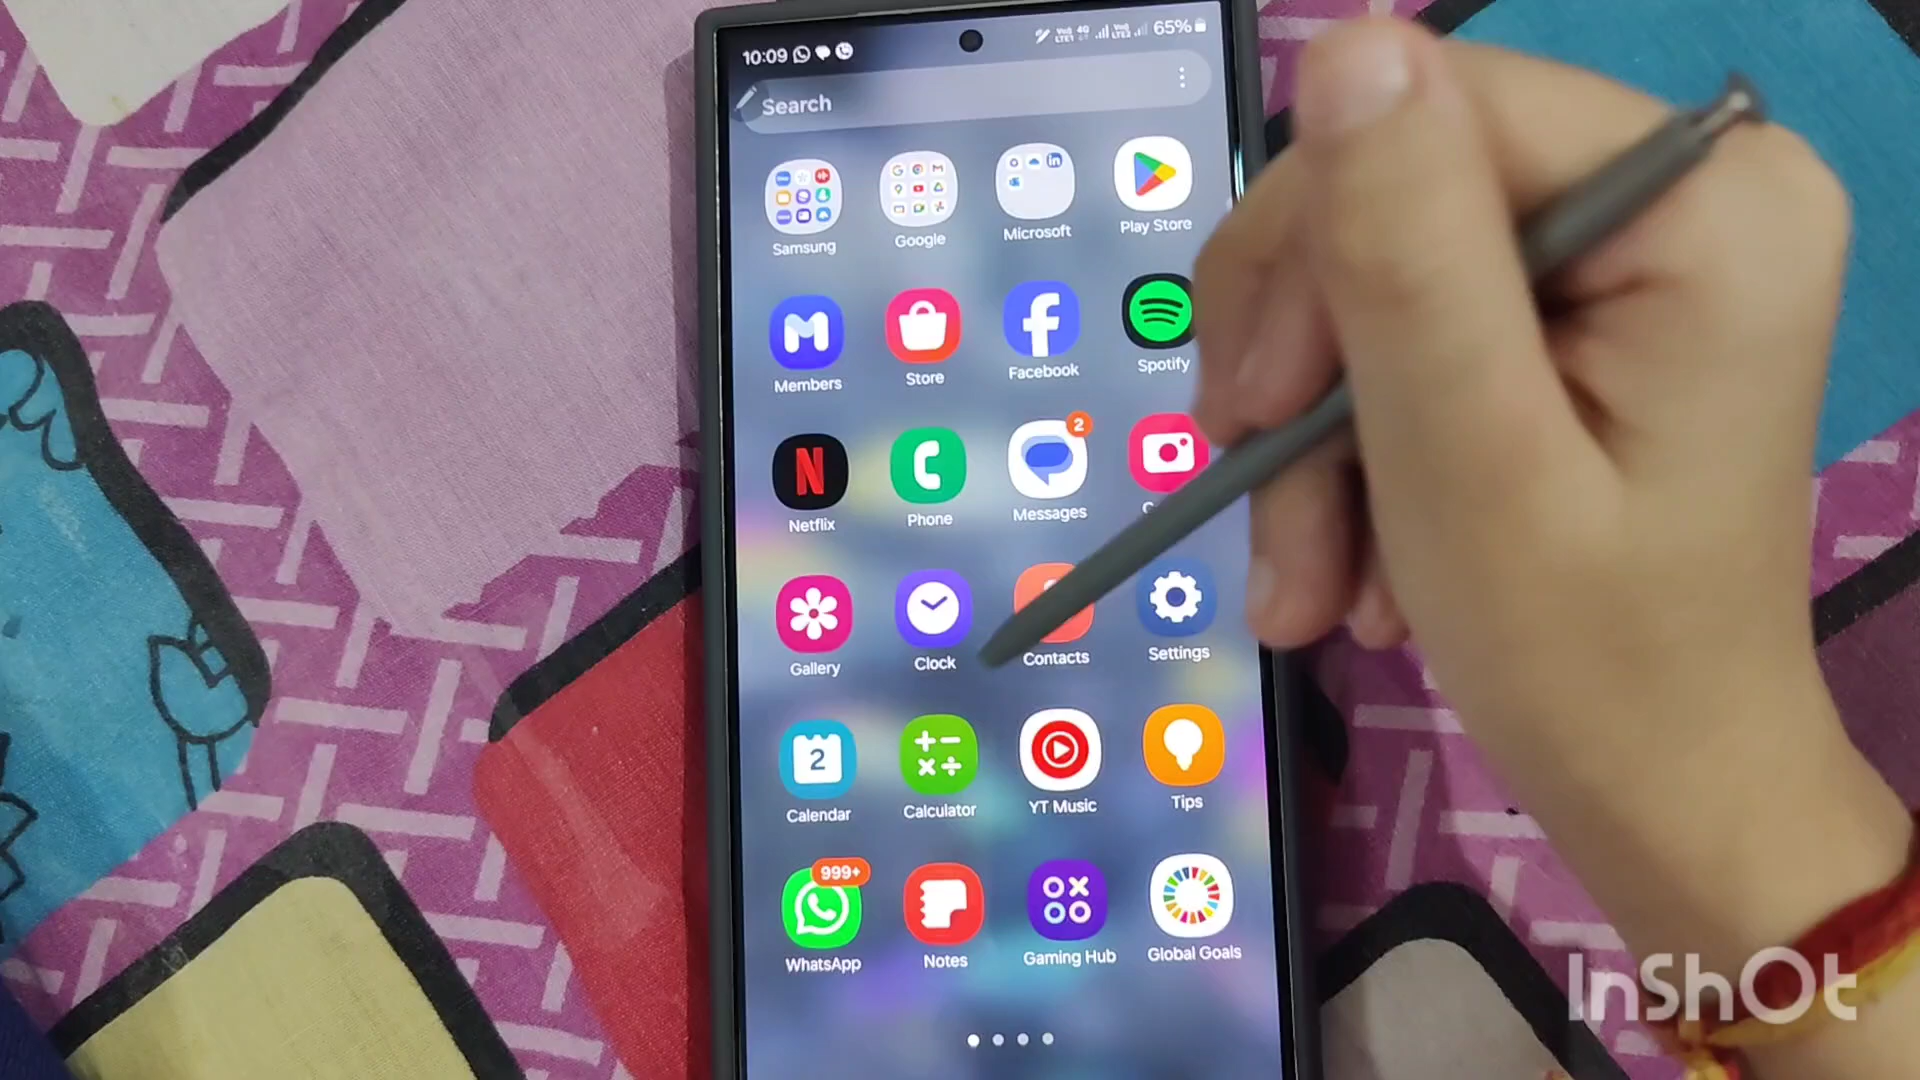 10:09 65%
Search
Samsung Google Microsoft Play Store
Members Store Facebook Spotify
2
Netflix Phone Messages
Gallery Clock Contacts Settings
2
Calendar Calculator YT Music Tips
999+
WhatsApp Notes Gaming Hub Global Goals
InShOt